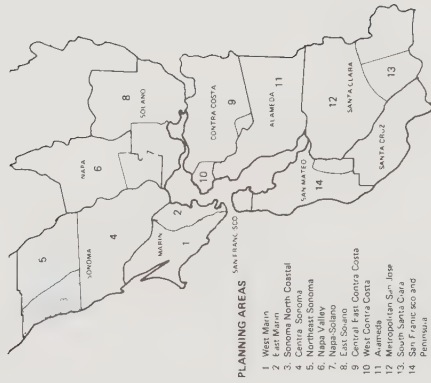 5
SONOMA
3
4
NAPA
6
7
8
SOLANO
MARIN
2
1
10
CONTRA COSTA
9
SAN FRANCISCO
ALAMEDA
11
SAN MATEO
14
12
SANTA CLARA
13
SANTA CRUZ
PLANNING AREAS
1 West Marin
2 East Marin
3. Sonoma North Coastal
4 Central Sonoma
5. Northeast Sonoma
6. Napa Valley
7. Napa-Solano
8. East Solano
9 Central East Contra Costa
10 West Contra Costa
11 Alameda
12 Metropolitan San Jose
13. South Santa Clara
14 San Francisco and
Peninsula